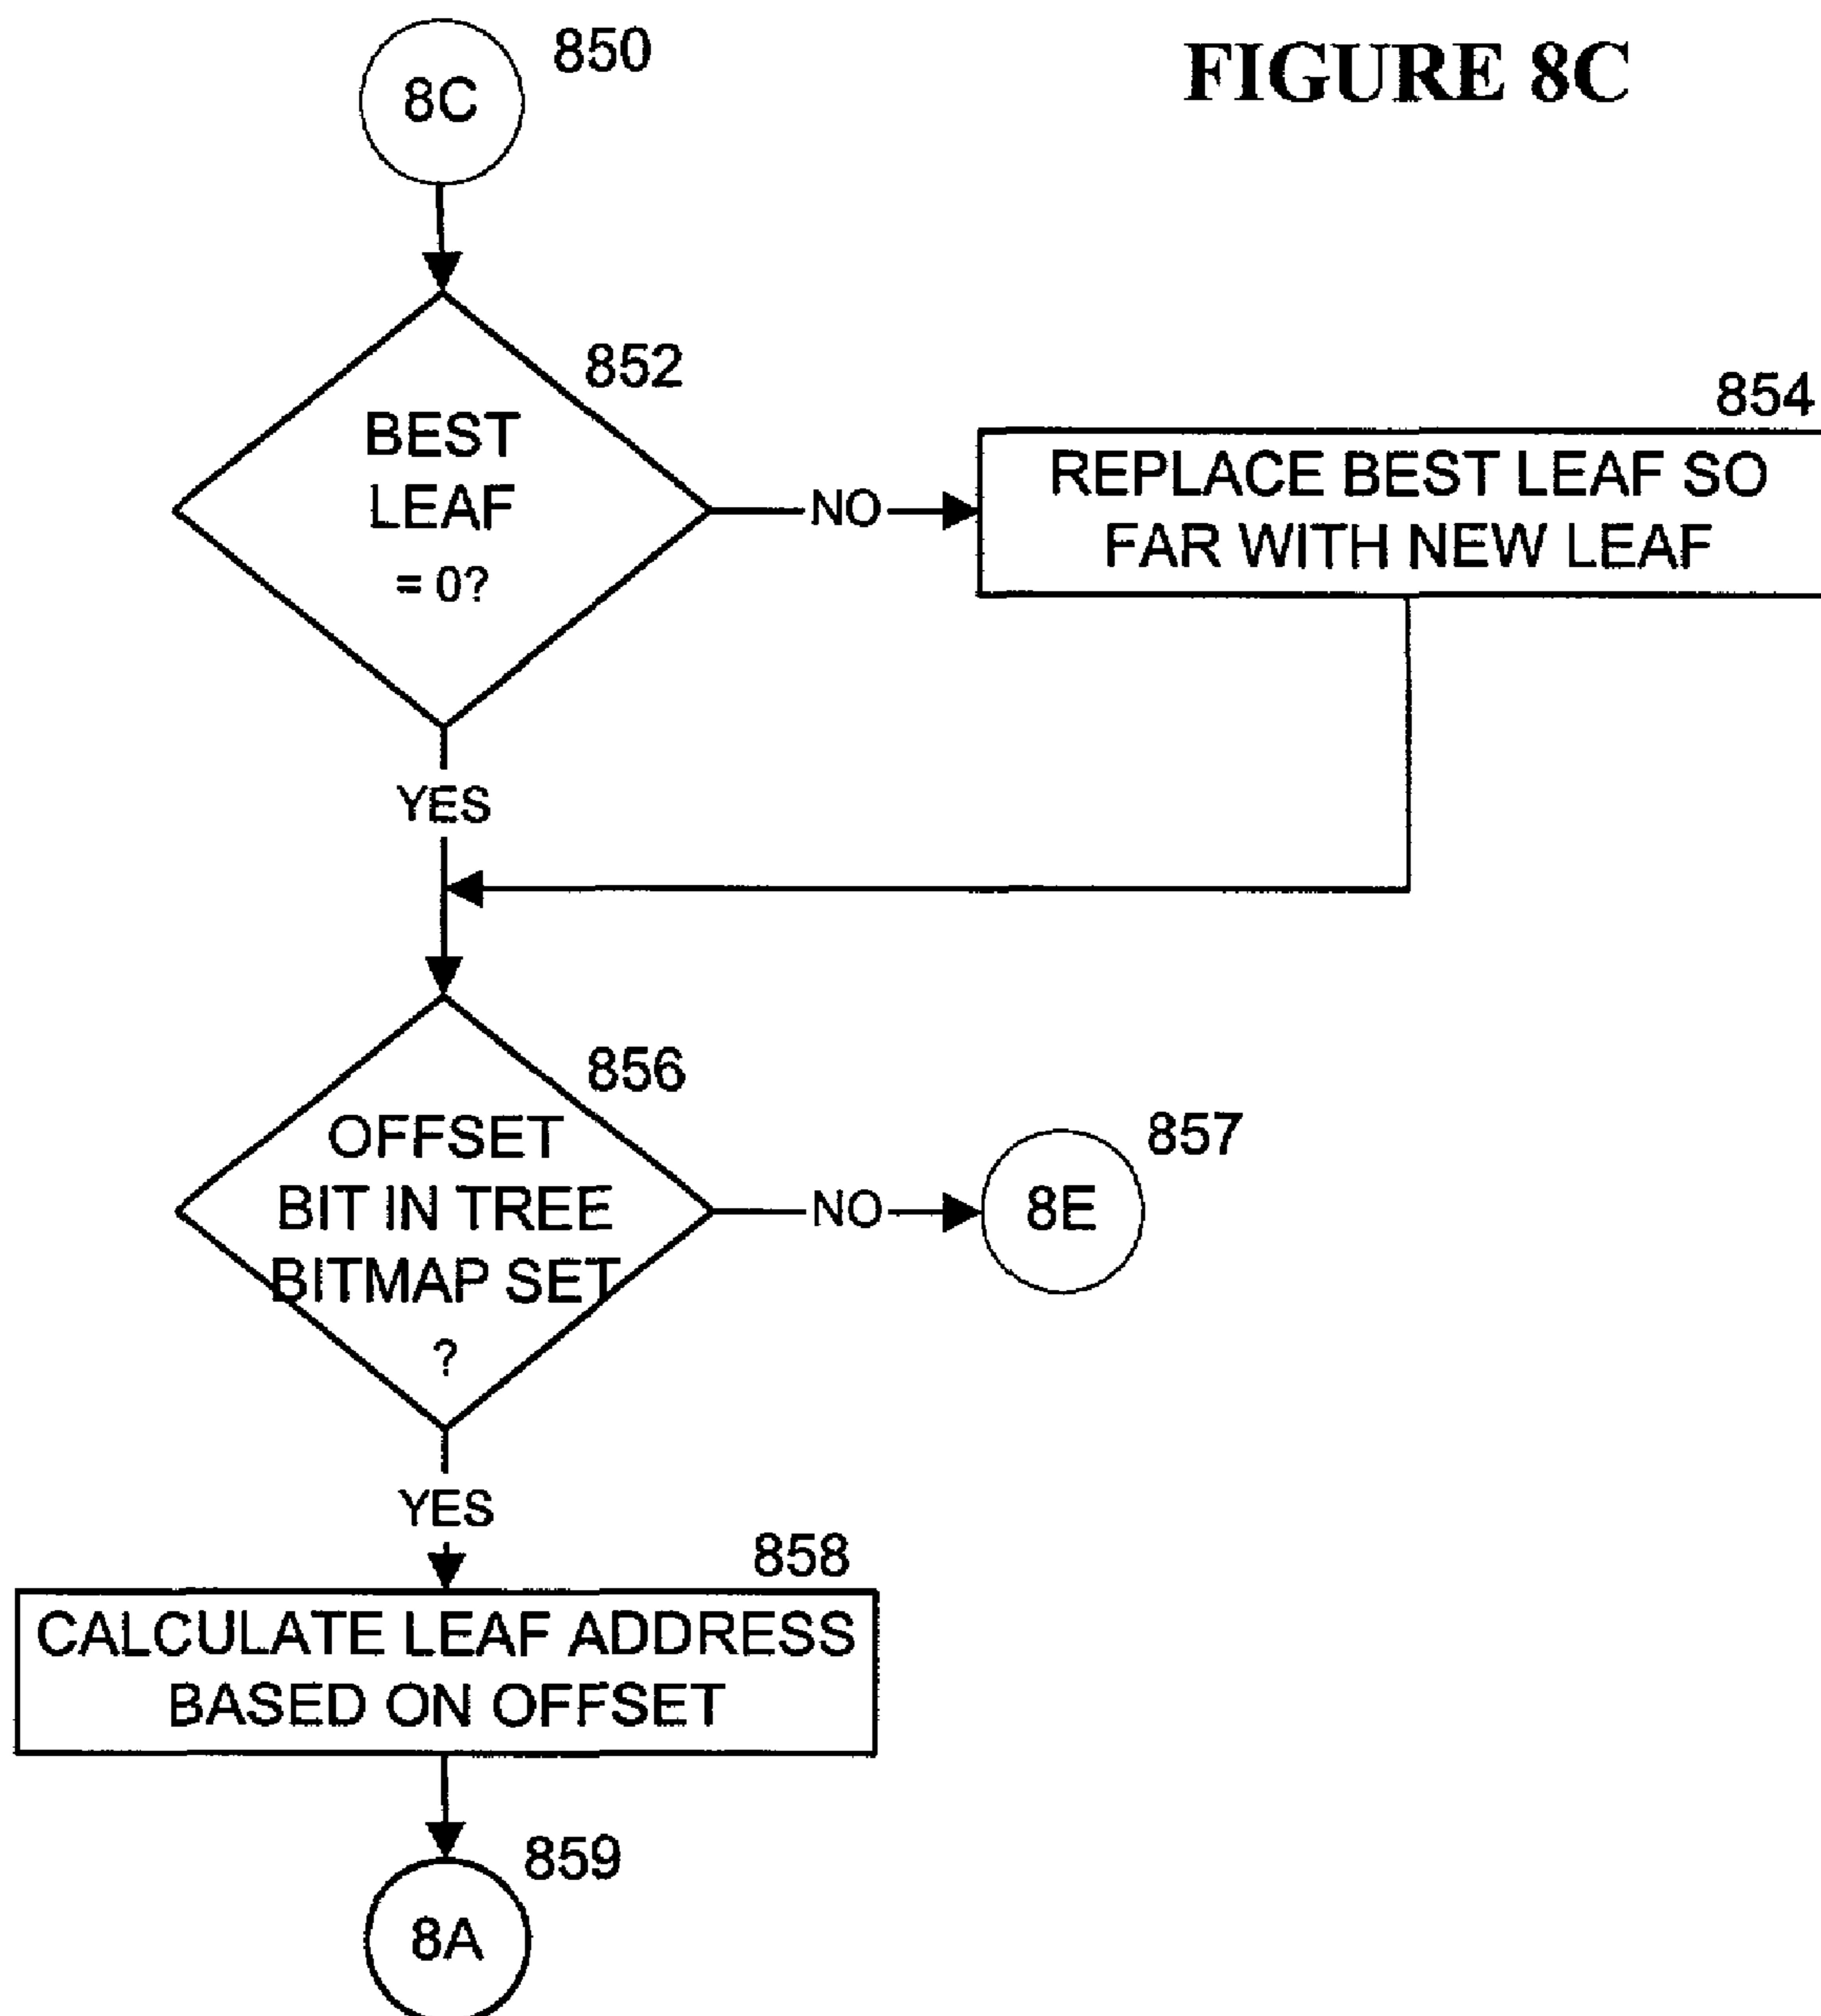 FIGURE 8C
850
8C
852
BEST
LEAF
= 0?
NO
854
REPLACE BEST LEAF SO
FAR WITH NEW LEAF
YES
856
OFFSET
BIT IN TREE
BITMAP SET
?
NO
857
8E
YES
858
CALCULATE LEAF ADDRESS
BASED ON OFFSET
859
8A